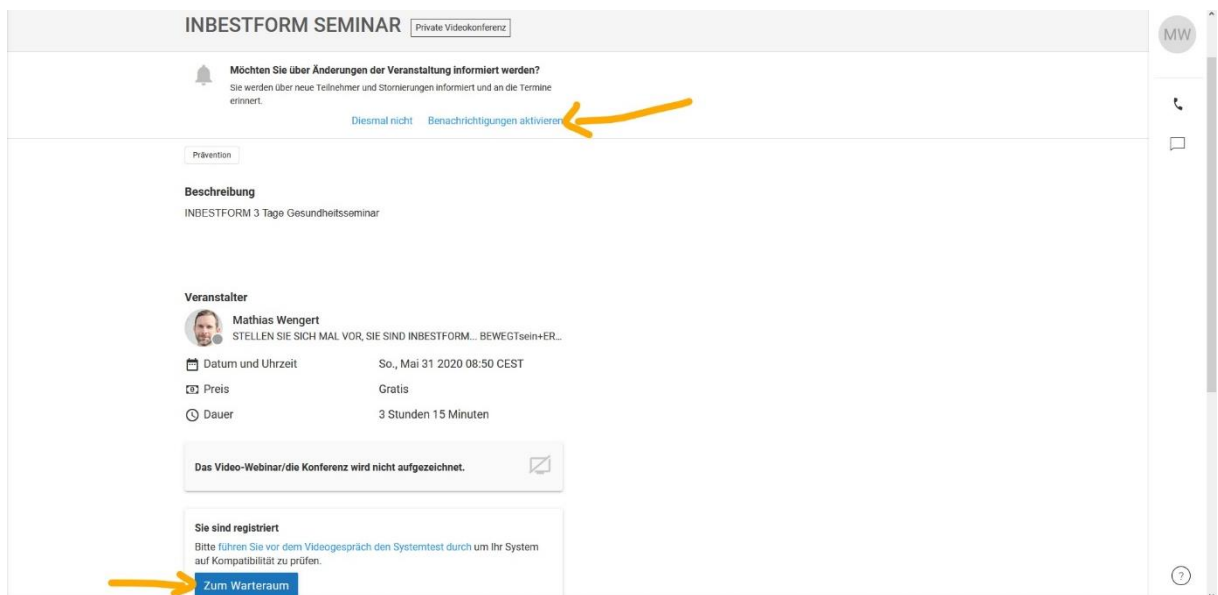 INBESTFORM SEMINAR Private Videokonferenz
MW
Möchten Sie über Änderungen der Veranstaltung informiert werden?
Sie werden über neue Teilnehmer und Stornierungen informiert und an die Termine
erinnert.
Diesmal nicht Benachrichtigungen aktivieren
Prävention
Beschreibung
INBESTFORM 3 Tage Gesundheitsseminar
Veranstalter
Mathias Wengert
STELLEN SIE SICH MAL VOR, SIE SIND INBESTFORM... BEWEGTsein+ER...
Datum und Uhrzeit So., Mai 31 2020 08:50 CEST
Preis Gratis
Dauer 3 Stunden 15 Minuten
Das Video-Webinar/die Konferenz wird nicht aufgezeichnet.
Sie sind registriert
Bitte führen Sie vor dem Videogespräch den Systemtest durch um Ihr System
auf Kompatibilität zu prüfen.
Zum Warteraum
?